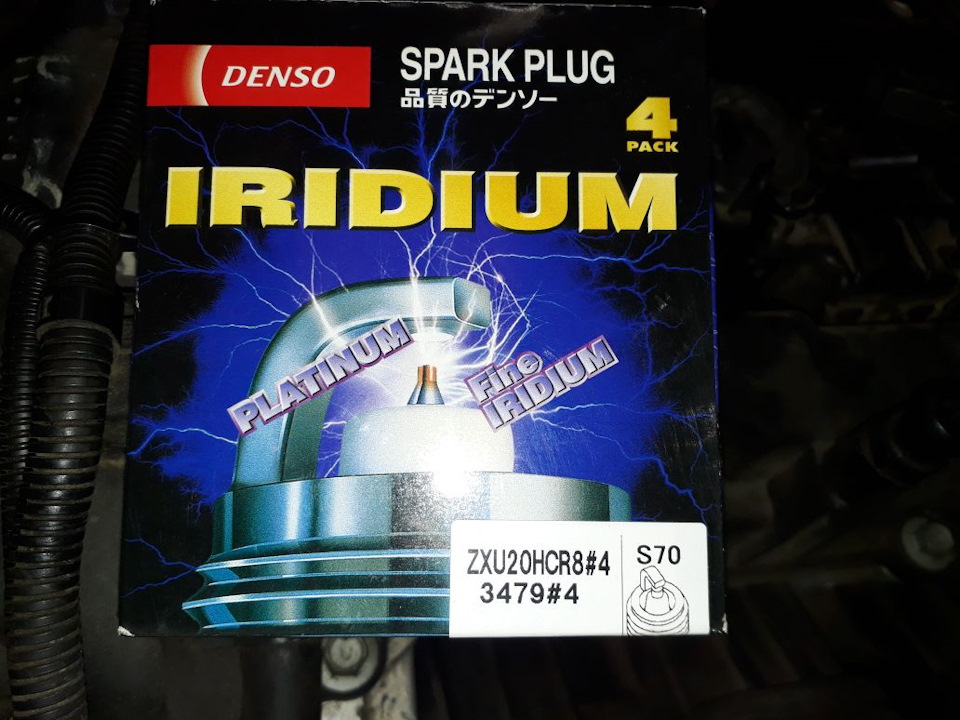 DENSO
SPARK PLUG
品質のデンソー
4
PACK
IRIDIUM
PLATINUM
Fine
IRIDIUM
ZXU20HCR8#4
3479#4
S70